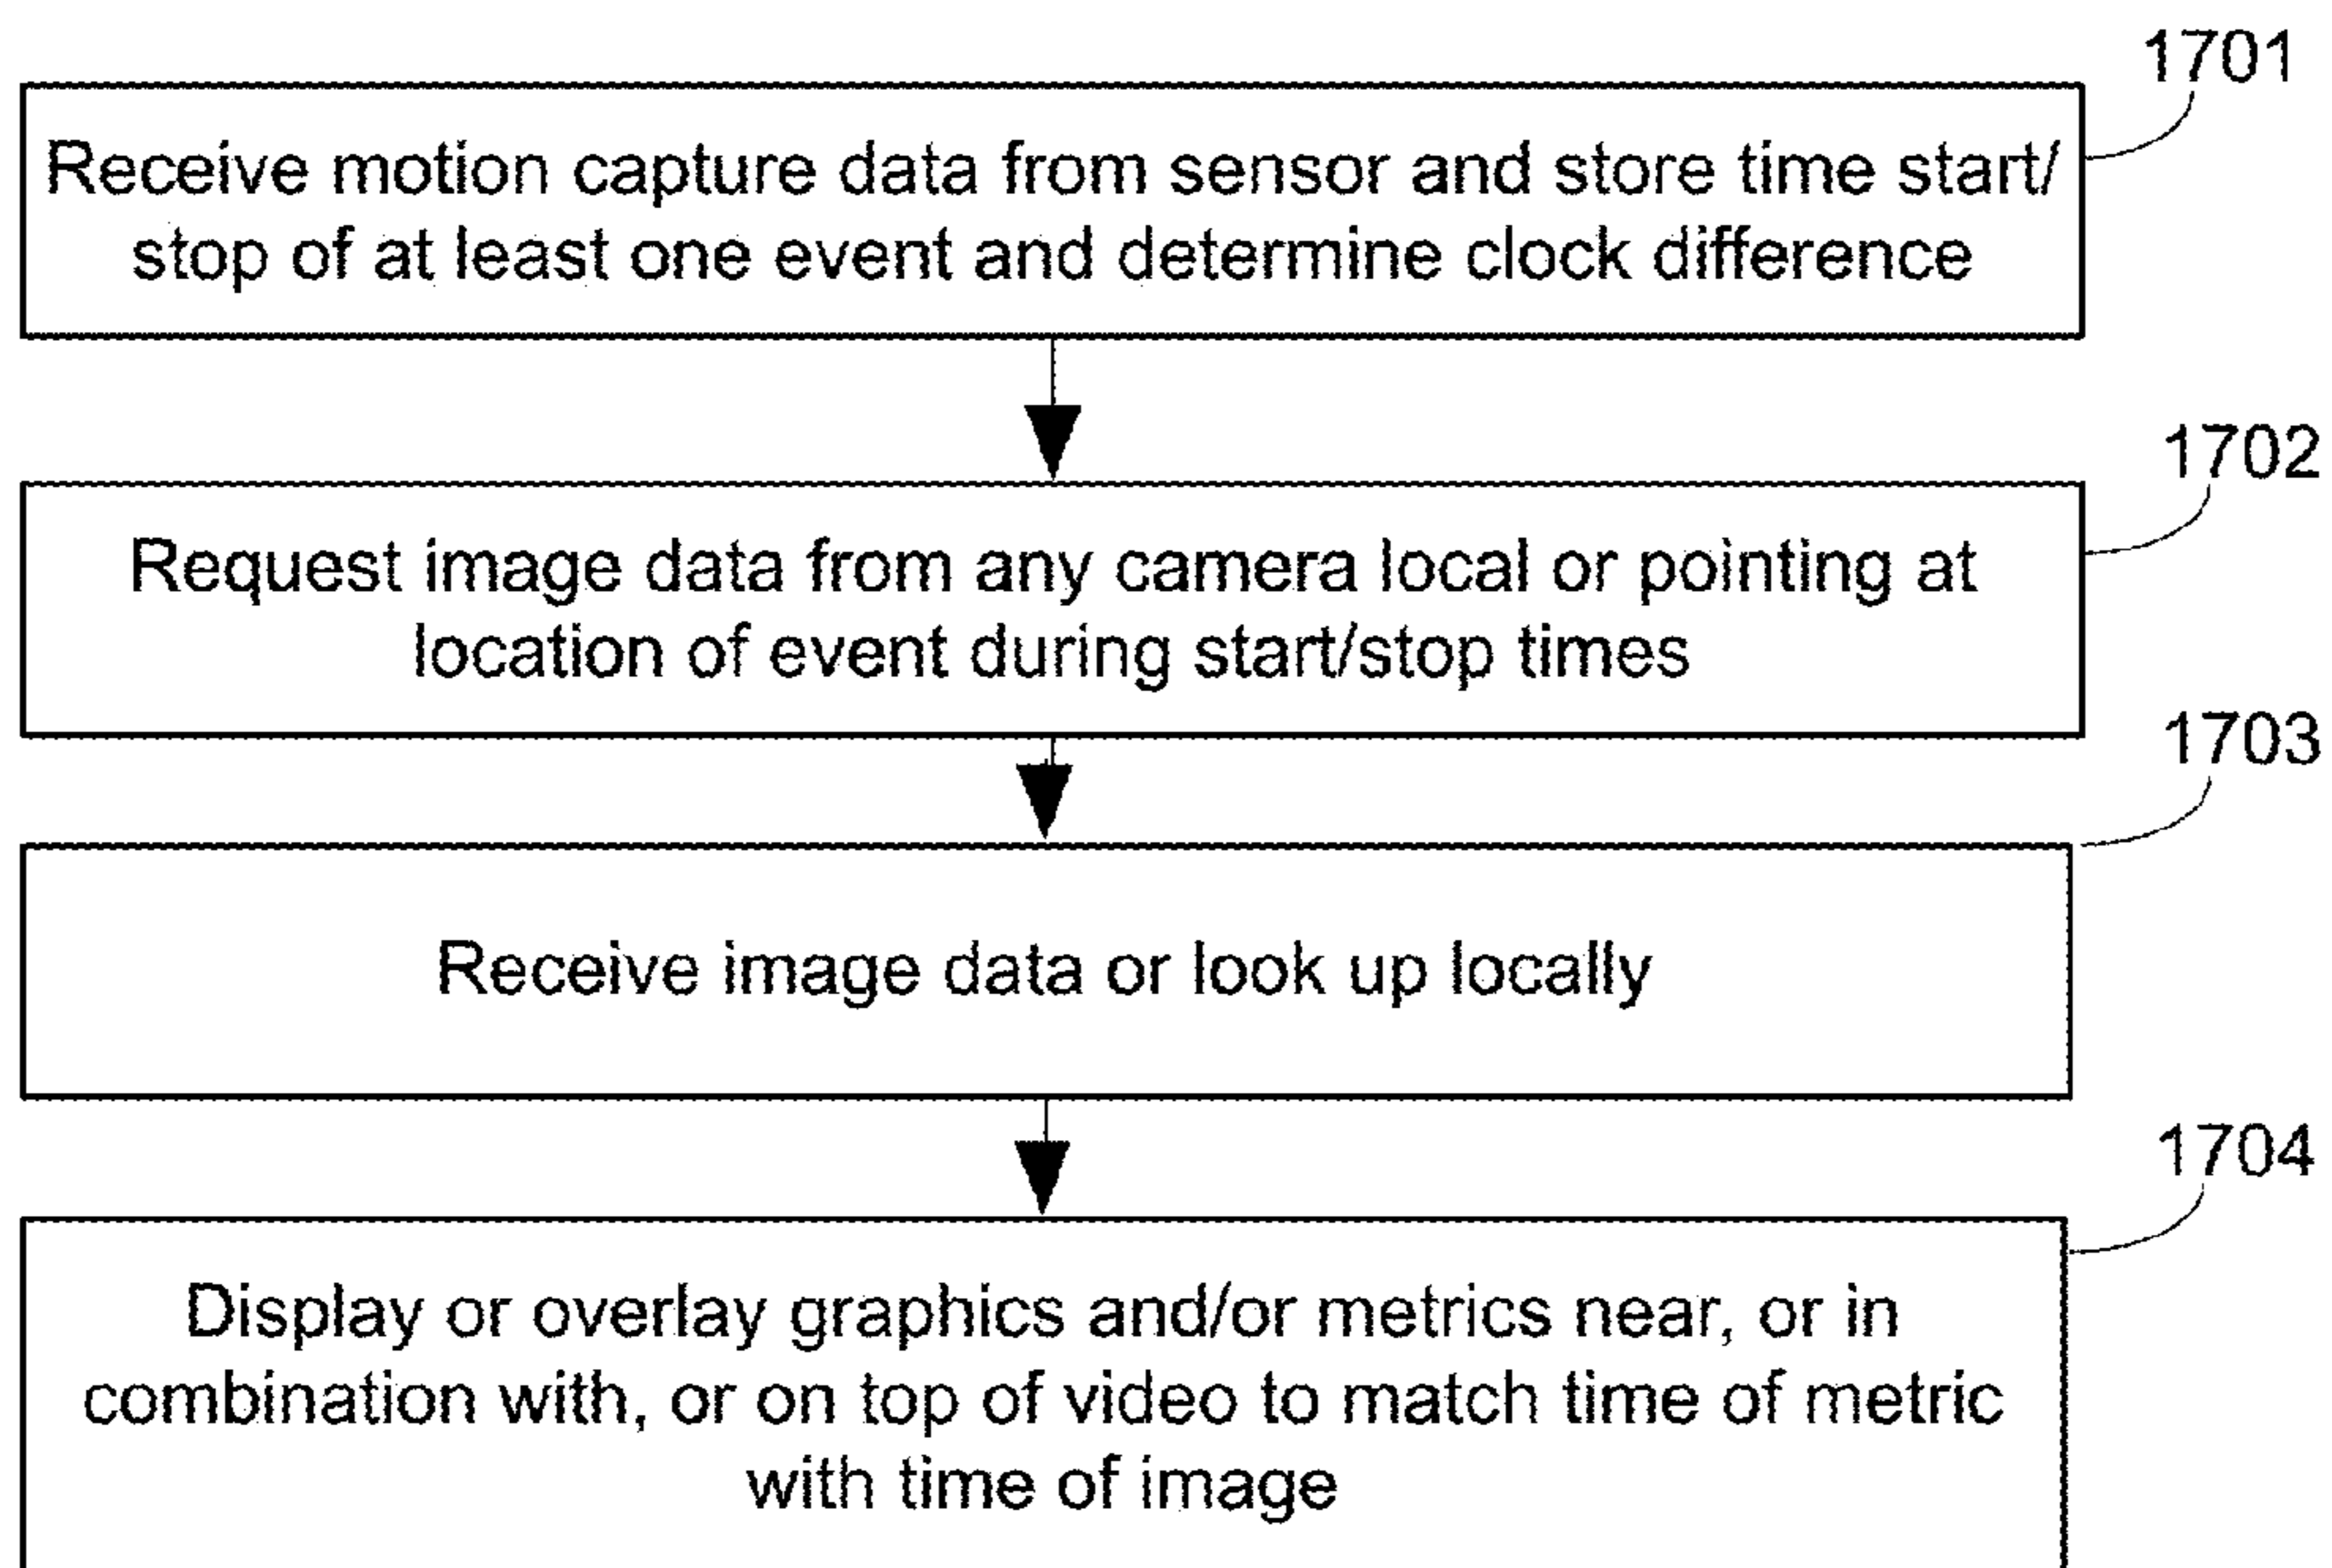 1701
Receive motion capture data from sensor and store time start/
stop of at least one event and determine clock difference
1702
Request image data from any camera local or pointing at
location of event during start/stop times
1703
Receive image data or look up locally
1704
Display or overlay graphics and/or metrics near, or in
combination with, or on top of video to match time of metric
with time of image